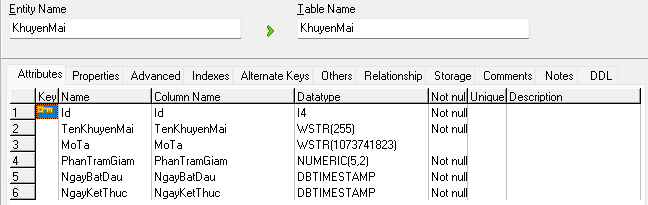 Entity Name Table Name
KhuyenMai KhuyenMai
Attributes Properties Advanced Indexes Alternate Keys Others Relationship Storage Comments Notes DDL
Key Name Column Name Datatype Not null Unique Description
1 Id Id I4 Not null
2 TenKhuyenMai TenKhuyenMai WSTR(255) Not null
3 MoTa MoTa WSTR(1073741823)
4 PhanTramGiam PhanTramGiam NUMERIC(5,2) Not null
5 NgayBatDau NgayBatDau DBTIMESTAMP Not null
6 NgayKetThuc NgayKetThuc DBTIMESTAMP Not null